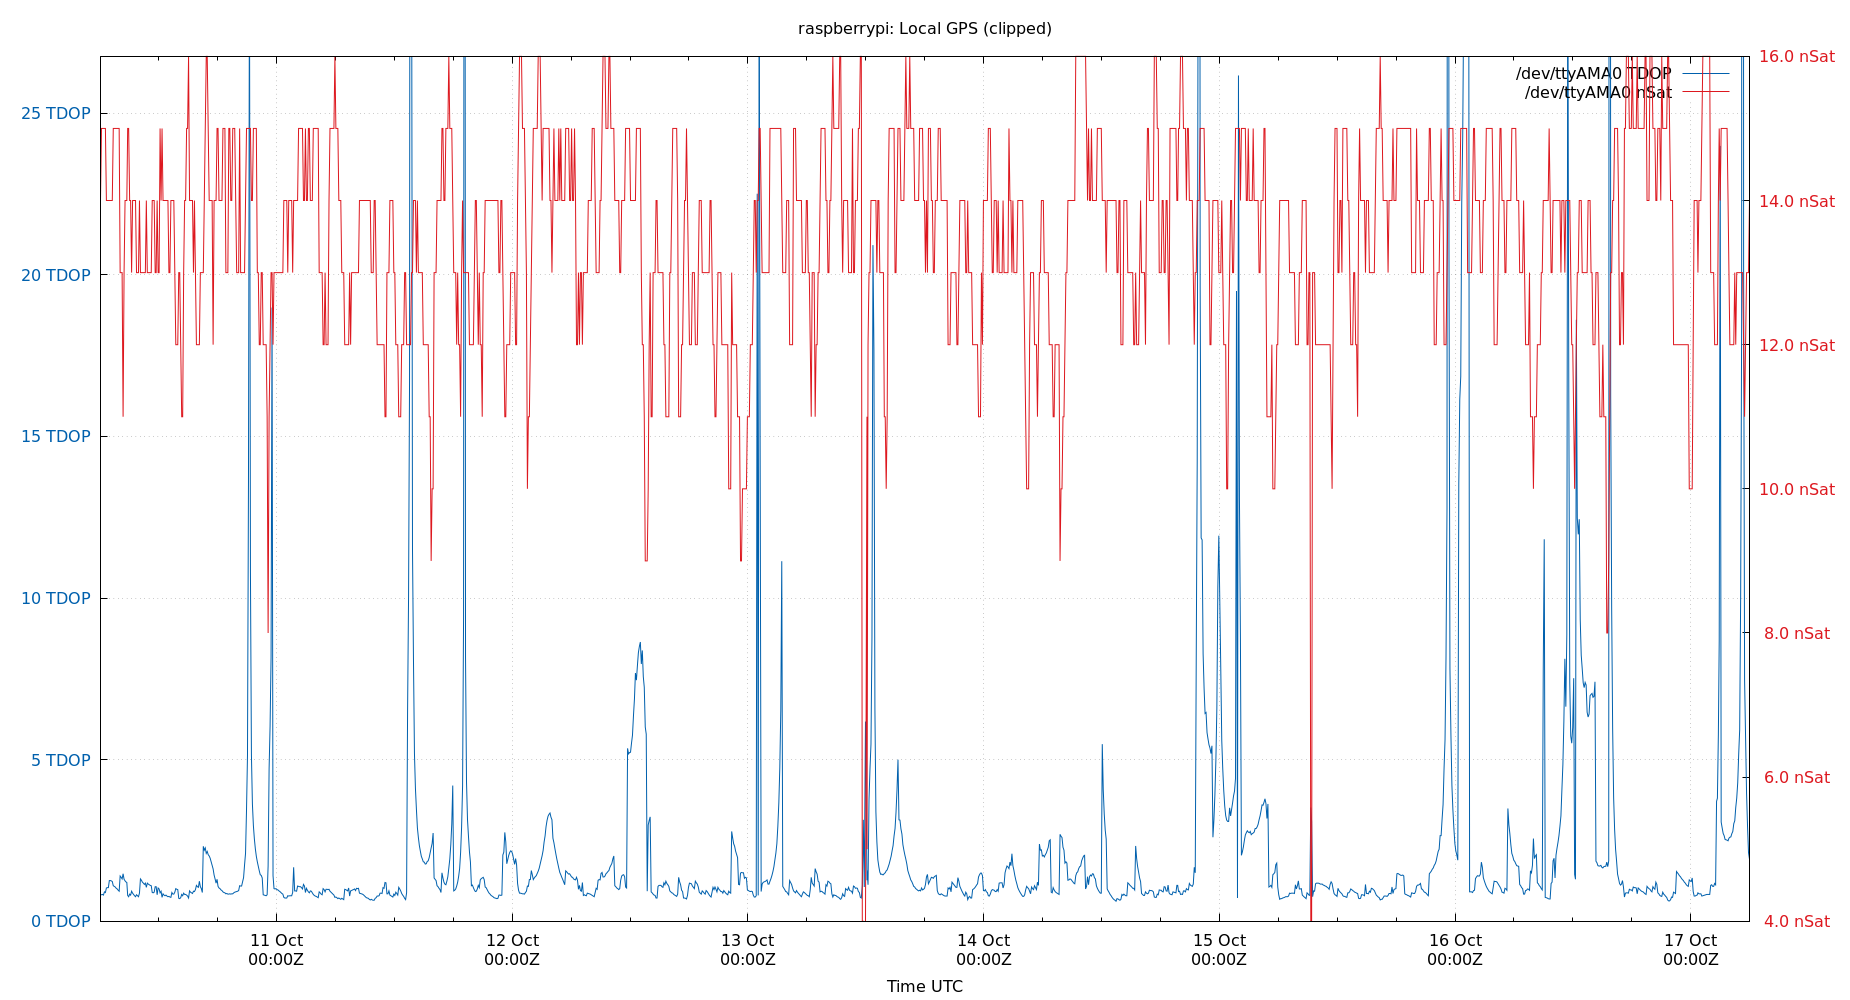 raspberrypi: Local GPS (clipped)
16.0 nSat
/dev/ttyAMA0 TDOP
/dev/ttyAMA0 nSat
25 TDOP
14.0 nSat
20 TDOP
12.0 nSat
15 TDOP
10.0 nSat
10 TDOP
8.0 nSat
5 TDOP
6.0 nSat
0 TDOP
4.0 nSat
11 Oct 12 Oct 13 Oct 14 Oct 15 Oct 16 Oct 17 Oct
00:00Z 00:00Z 00:00Z 00:00Z 00:00Z 00:00Z 00:00Z
Time UTC